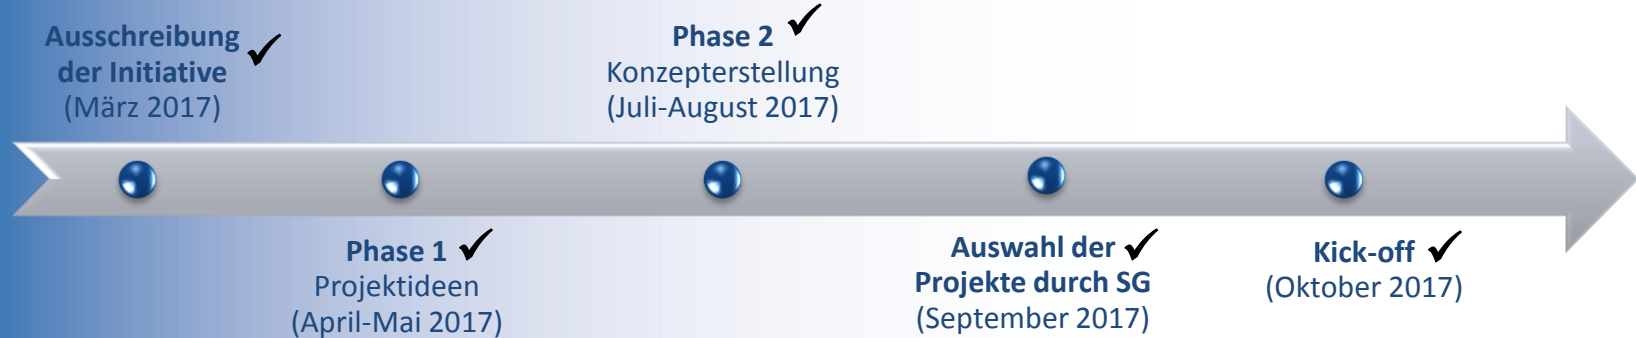 Ausschreibung
der Initiative
(März 2017)
Phase 1
Projektideen
(April-Mai 2017)
Phase 2
Konzepterstellung
(Juli-August 2017)
Auswahl der
Projekte durch SG
(September 2017)
Kick-off
(Oktober 2017)